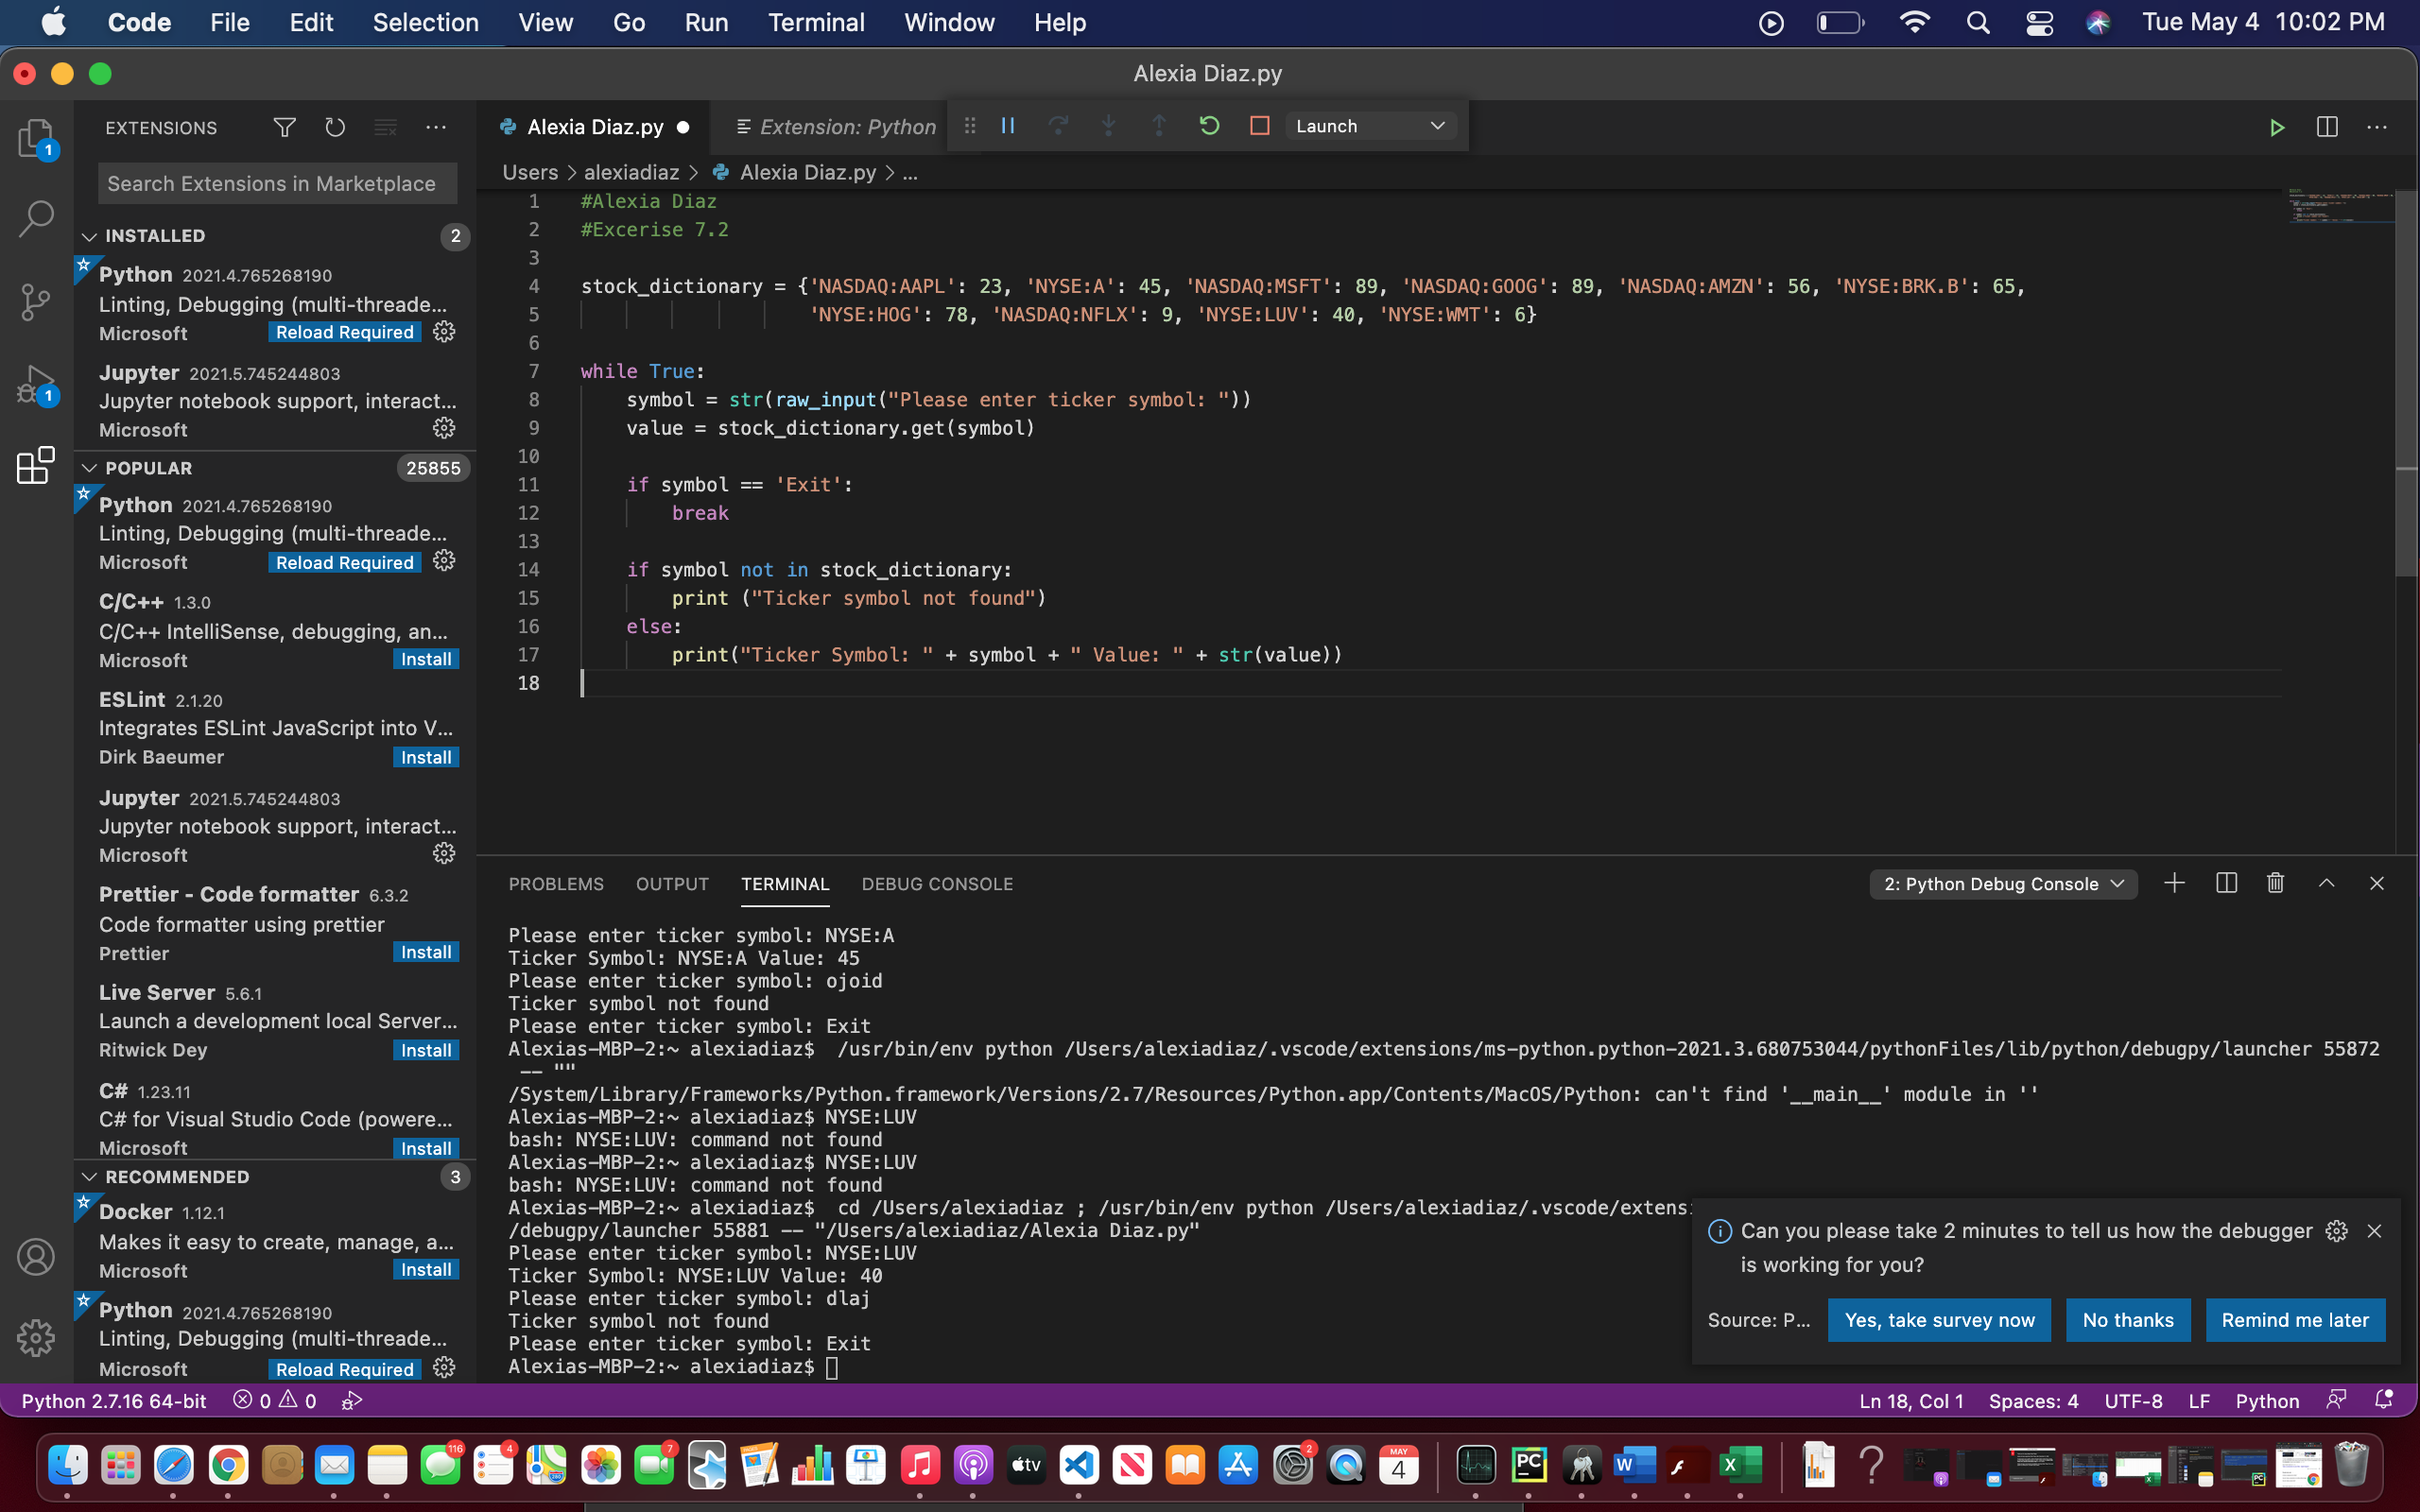 Code File Edit Selection View Go Run Terminal Window Help Tue May 4 10:02 PM
Alexia Diaz.py
EXTENSIONS
Search Extensions in Marketplace
INSTALLED 2
Python 2021.4.765268190
Linting, Debugging (multi-threade...
Microsoft Reload Required
Jupyter 2021.5.745244803
Jupyter notebook support, interact...
Microsoft
POPULAR 25855
Python 2021.4.765268190
Linting, Debugging (multi-threade...
Microsoft Reload Required
C/C++ 1.3.0
C/C++ IntelliSense, debugging, an...
Microsoft Install
ESLint 2.1.20
Integrates ESLint JavaScript into V...
Dirk Baeumer Install
Jupyter 2021.5.745244803
Jupyter notebook support, interact...
Microsoft
Prettier - Code formatter 6.3.2
Code formatter using prettier
Prettier Install
Live Server 5.6.1
Launch a development local Server...
Ritwick Dey Install
C# 1.23.11
C# for Visual Studio Code (powere...
Microsoft Install
RECOMMENDED 3
Docker 1.12.1
Makes it easy to create, manage, a...
Microsoft Install
Python 2021.4.765268190
Linting, Debugging (multi-threade...
Microsoft Reload Required
1
1
Alexia Diaz.py Extension: Python Launch
Users > alexiadiaz > Alexia Diaz.py > ...
1 #Alexia Diaz
2 #Excerise 7.2
3
4 stock_dictionary = {'NASDAQ:AAPL': 23, 'NYSE:A': 45, 'NASDAQ:MSFT': 89, 'NASDAQ:GOOG': 89, 'NASDAQ:AMZN': 56, 'NYSE:BRK.B': 65,
5 'NYSE:HOG': 78, 'NASDAQ:NFLX': 9, 'NYSE:LUV': 40, 'NYSE:WMT': 6}
6
7 while True:
8 symbol = str(raw_input("Please enter ticker symbol: "))
9 value = stock_dictionary.get(symbol)
10
11 if symbol == 'Exit':
12 break
13
14 if symbol not in stock_dictionary:
15 print ("Ticker symbol not found")
16 else:
17 print("Ticker Symbol: " + symbol + " Value: " + str(value))
18
PROBLEMS OUTPUT TERMINAL DEBUG CONSOLE 2: Python Debug Console
Please enter ticker symbol: NYSE:A
Ticker Symbol: NYSE:A Value: 45
Please enter ticker symbol: ojoid
Ticker symbol not found
Please enter ticker symbol: Exit
Alexias-MBP-2:~ alexiadiaz$  /usr/bin/env python /Users/alexiadiaz/.vscode/extensions/ms-python.python-2021.3.680753044/pythonFiles/lib/python/debugpy/launcher 55872
 -- ""
/System/Library/Frameworks/Python.framework/Versions/2.7/Resources/Python.app/Contents/MacOS/Python: can't find '__main__' module in ''
Alexias-MBP-2:~ alexiadiaz$ NYSE:LUV
bash: NYSE:LUV: command not found
Alexias-MBP-2:~ alexiadiaz$ NYSE:LUV
bash: NYSE:LUV: command not found
Alexias-MBP-2:~ alexiadiaz$  cd /Users/alexiadiaz ; /usr/bin/env python /Users/alexiadiaz/.vscode/extens
/debugpy/launcher 55881 -- "/Users/alexiadiaz/Alexia Diaz.py"
Please enter ticker symbol: NYSE:LUV
Ticker Symbol: NYSE:LUV Value: 40
Please enter ticker symbol: dlaj
Ticker symbol not found
Please enter ticker symbol: Exit
Alexias-MBP-2:~ alexiadiaz$
Can you please take 2 minutes to tell us how the debugger
is working for you?
Source: P... Yes, take survey now No thanks Remind me later
Python 2.7.16 64-bit 0 0 Ln 18, Col 1 Spaces: 4 UTF-8 LF Python
116 4 7 tv 2 MAY 4 PC W X